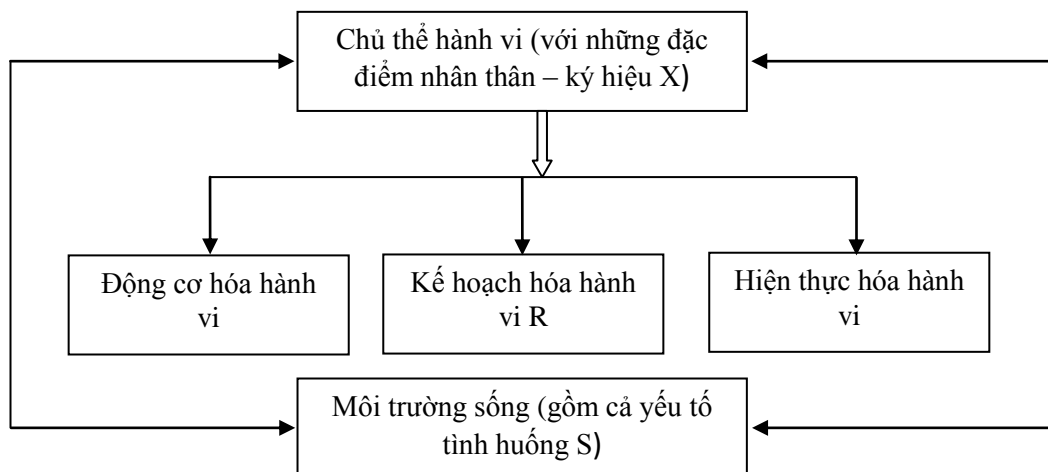 Chủ thể hành vi (với những đặc
điểm nhân thân – ký hiệu X)
Động cơ hóa hành
vi
Kế hoạch hóa hành
vi R
Hiện thực hóa hành
vi
Môi trường sống (gồm cả yếu tố
tình huống S)